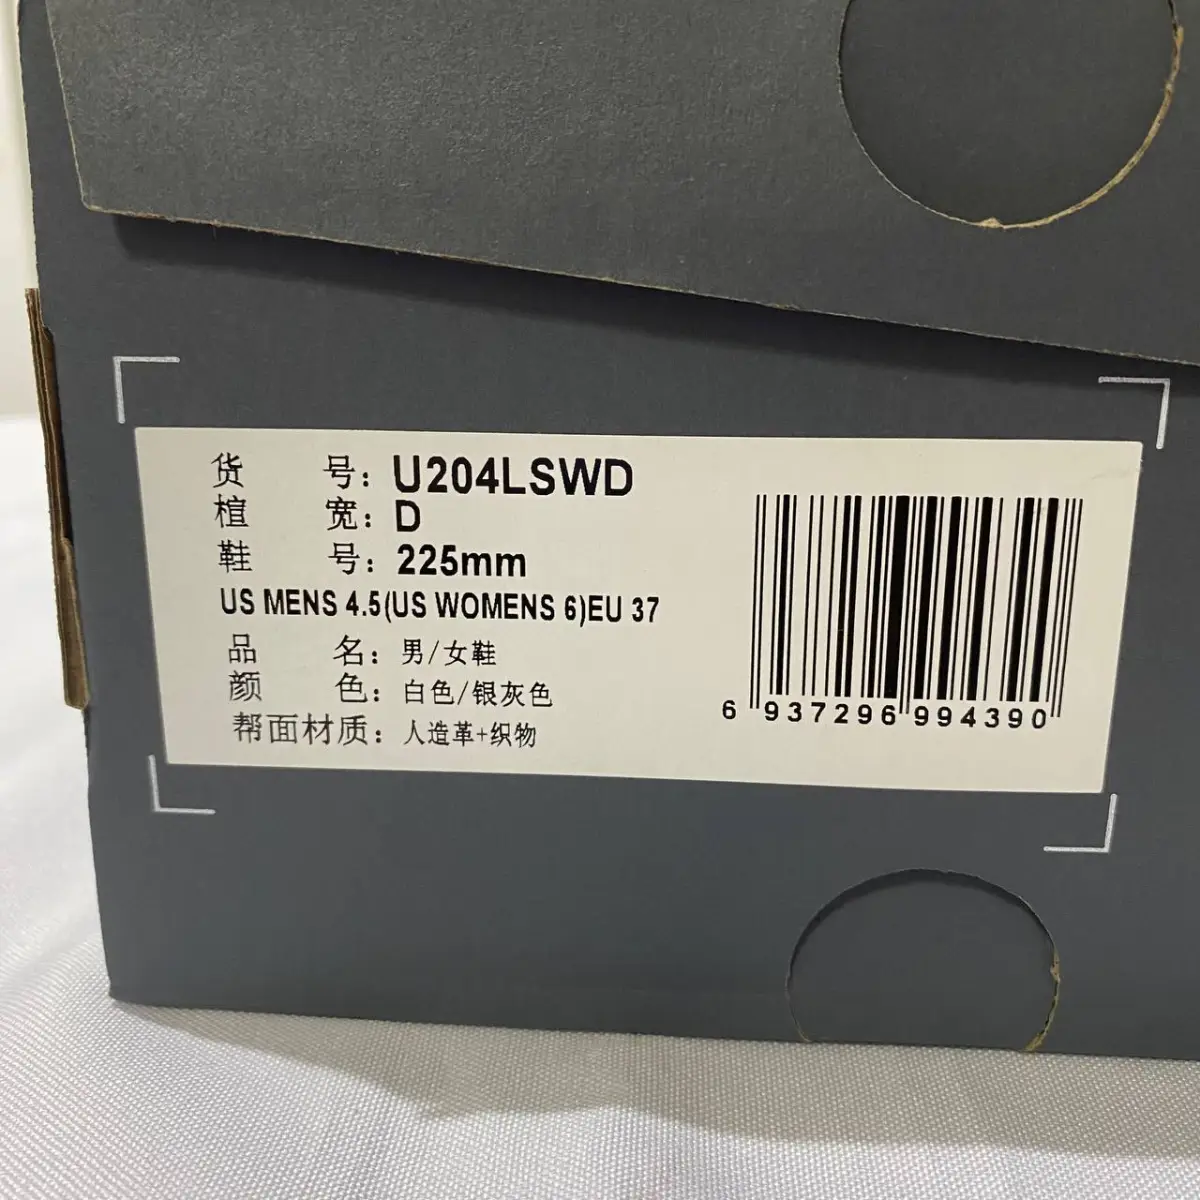 货 号: U204LSWD
楦 宽: D
鞋 号: 225mm
US MENS 4.5(US WOMENS 6)EU 37
品 名: 男/女鞋
颜 色: 白色/银灰色
帮面材质: 人造革+织物
6 937296 994390